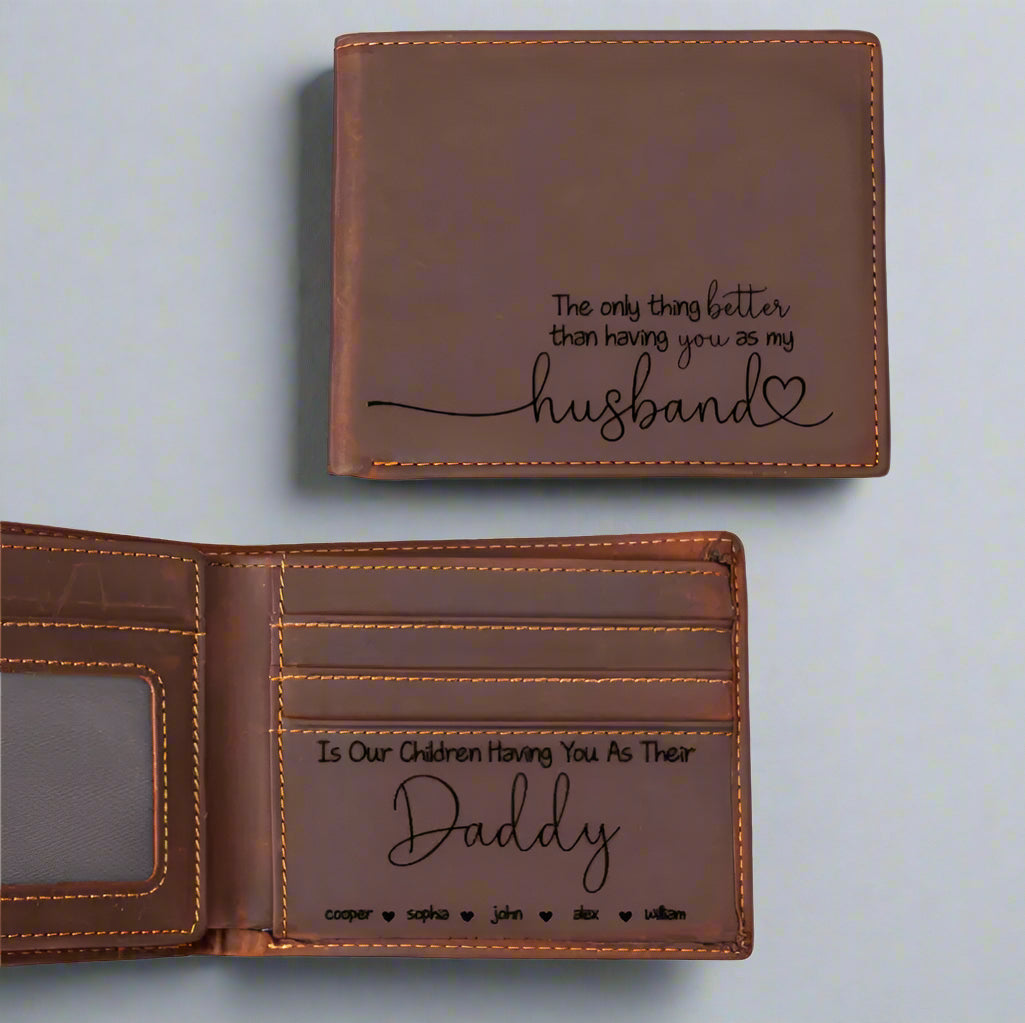 The only thing better
than having you as my
husband
Is Our Children Having You As Their
Daddy
cooper ♥ sophia ♥ john ♥ alex ♥ william